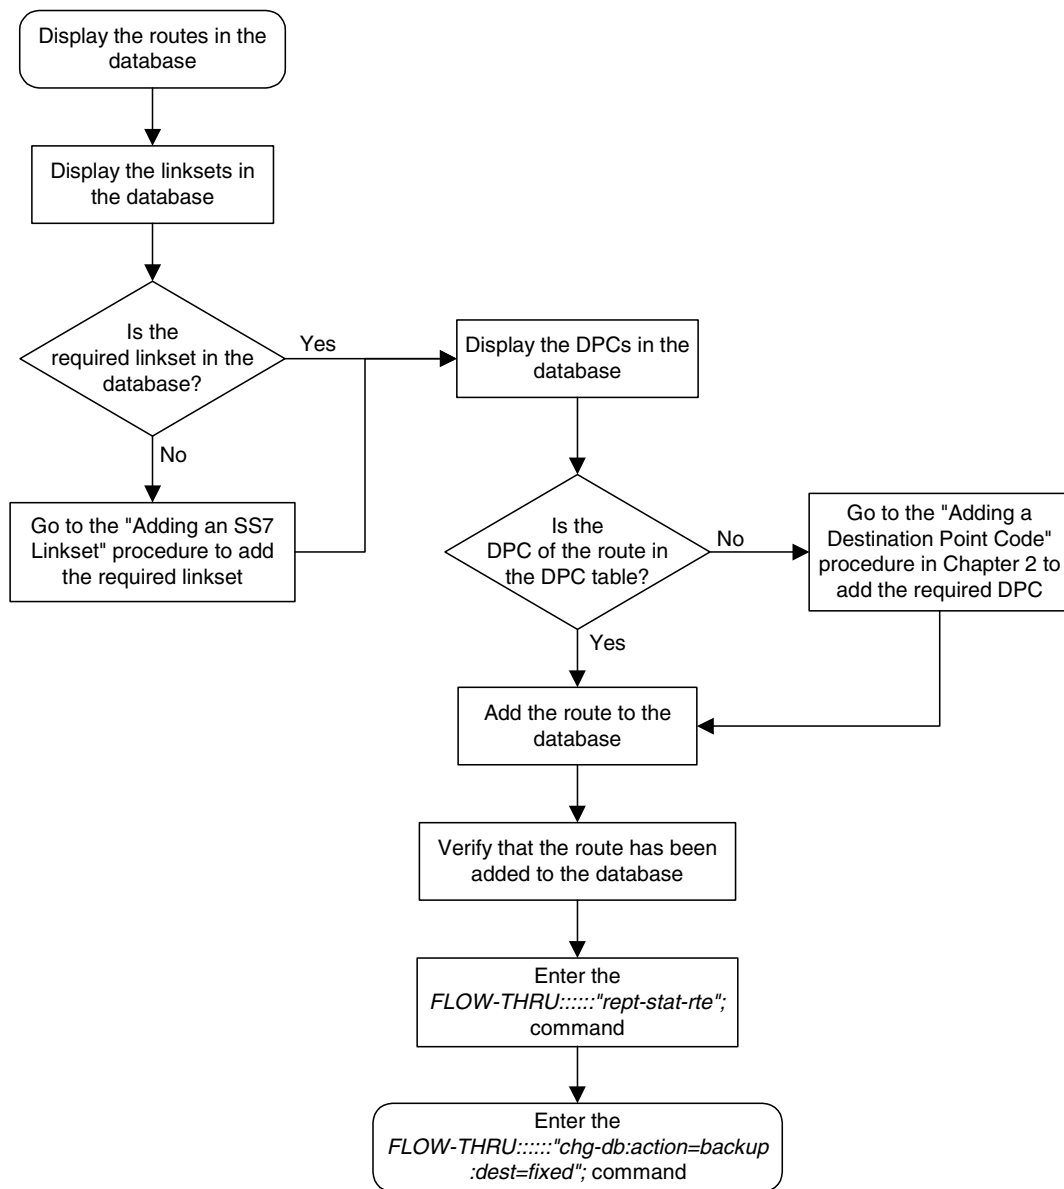 Display the routes in the
database
Display the linksets in
the database
Is the
required linkset in the
database?
Yes
No
Go to the "Adding an SS7
Linkset" procedure to add
the required linkset
Display the DPCs in the
database
Is the
DPC of the route in
the DPC table?
No
Yes
Go to the "Adding a
Destination Point Code"
procedure in Chapter 2 to
add the required DPC
Add the route to the
database
Verify that the route has been
added to the database
Enter the
FLOW-THRU::::::"rept-stat-rte";
command
Enter the
FLOW-THRU::::::"chg-db:action=backup
:dest=fixed"; command